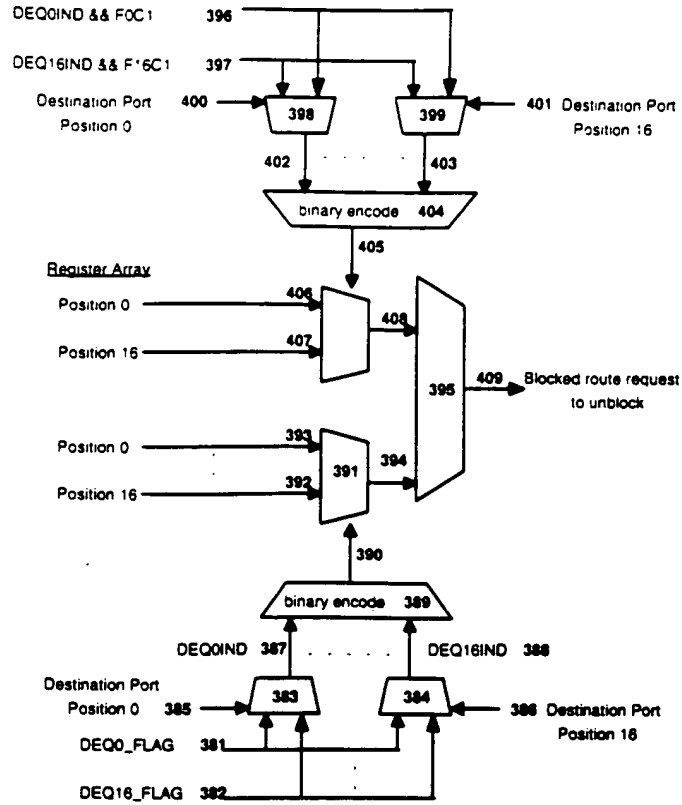 DEQ0IND && F0C1 396
DEQ16IND && F16C1 397
Destination Port
Position 0
400
398
399
401 Destination Port
Position 16
402
403
binary encode 404
405
Register Array
Position 0 406
Position 16 407
408
395
409 Blocked route request
to unblock
Position 0 393
Position 16 392
391
394
390
binary encode 389
DEQ0IND 387
DEQ16IND 388
Destination Port
Position 0 385
383
384
386 Destination Port
Position 16
DEQ0_FLAG 381
DEQ16_FLAG 382